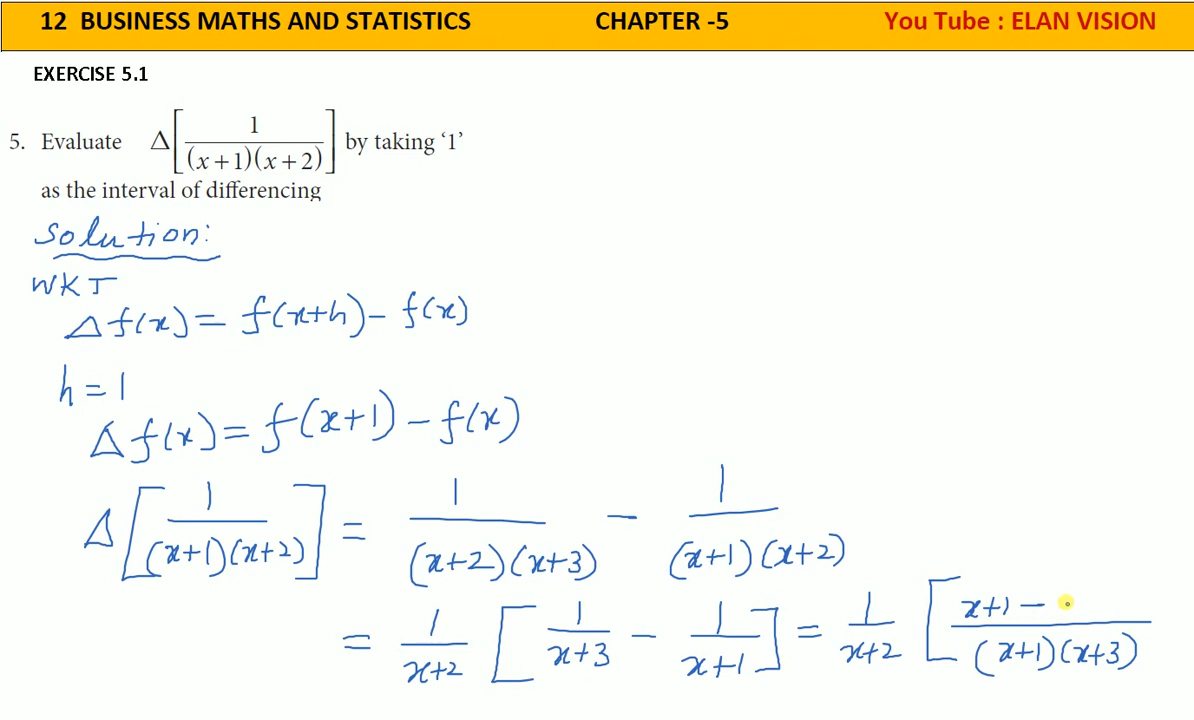 12 BUSINESS MATHS AND STATISTICS CHAPTER -5 You Tube : ELAN VISION
EXERCISE 5.1
5. Evaluate Δ[1/((x+1)(x+2))] by taking ‘1’
as the interval of differencing
Solution:
WKT
Δf(x) = f(x+h) - f(x)
h = 1
Δf(x) = f(x+1) - f(x)
Δ[1/((x+1)(x+2))] = 1/((x+2)(x+3)) - 1/((x+1)(x+2))
= 1/(x+2) [1/(x+3) - 1/(x+1)] = 1/(x+2) [(x+1 -)/((x+1)(x+3))